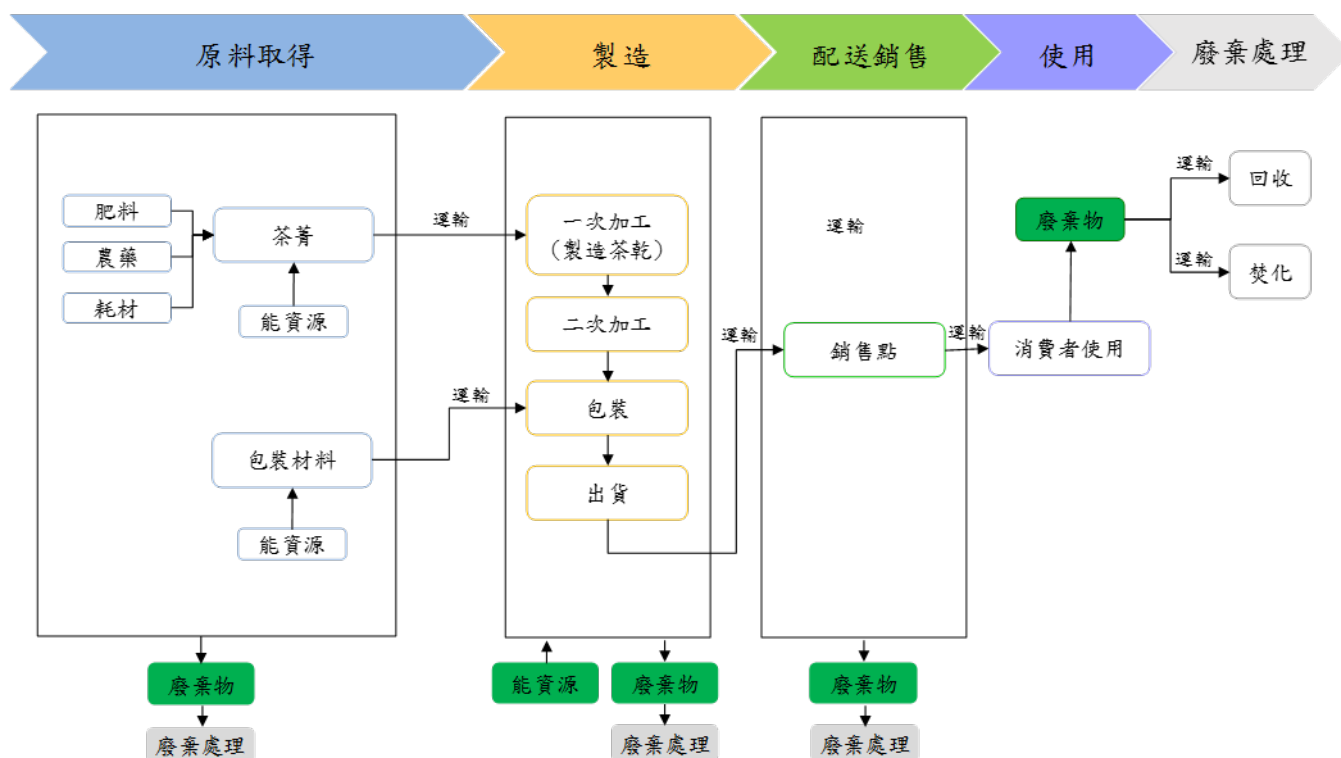 原料取得
製造
配送銷售
使用
廢棄處理
肥料
農藥
耗材
茶菁
能資源
包裝材料
能資源
運輸
運輸
一次加工
（製造茶乾）
二次加工
包裝
出貨
運輸
運輸
銷售點
運輸
消費者使用
廢棄物
運輸
回收
運輸
焚化
廢棄物
廢棄處理
能資源
廢棄物
廢棄處理
廢棄物
廢棄處理